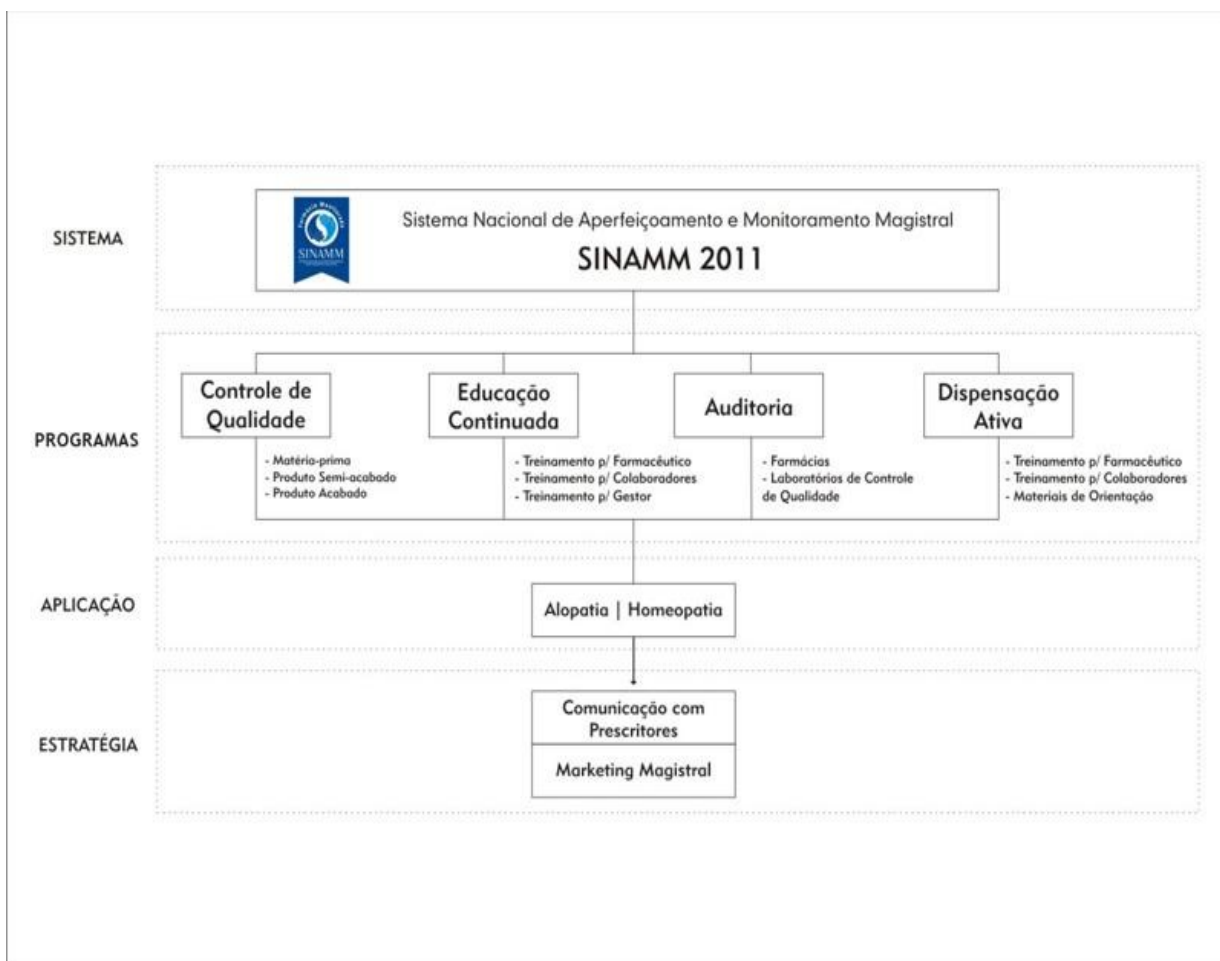 SISTEMA
Farmácia Monitorada
SINAMM
Sistema Nacional de Aperfeiçoamento e Monitoramento Magistral
SINAMM 2011
PROGRAMAS
Controle de
Qualidade
- Matéria-prima
- Produto Semi-acabado
- Produto Acabado
Educação
Continuada
- Treinamento p/ Farmacêutico
- Treinamento p/ Colaboradores
- Treinamento p/ Gestor
Auditoria
- Farmácias
- Laboratórios de Controle
de Qualidade
Dispensação
Ativa
- Treinamento p/ Farmacêutico
- Treinamento p/ Colaboradores
- Materiais de Orientação
APLICAÇÃO
Alopatia | Homeopatia
ESTRATÉGIA
Comunicação com
Prescritores
Marketing Magistral